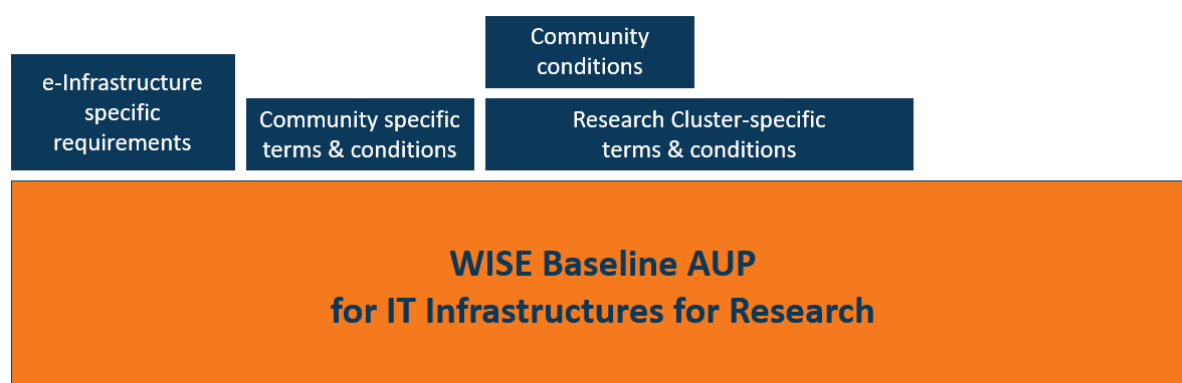 e-Infrastructure
specific
requirements
Community specific
terms & conditions
Community
conditions
Research Cluster-specific
terms & conditions
WISE Baseline AUP
for IT Infrastructures for Research